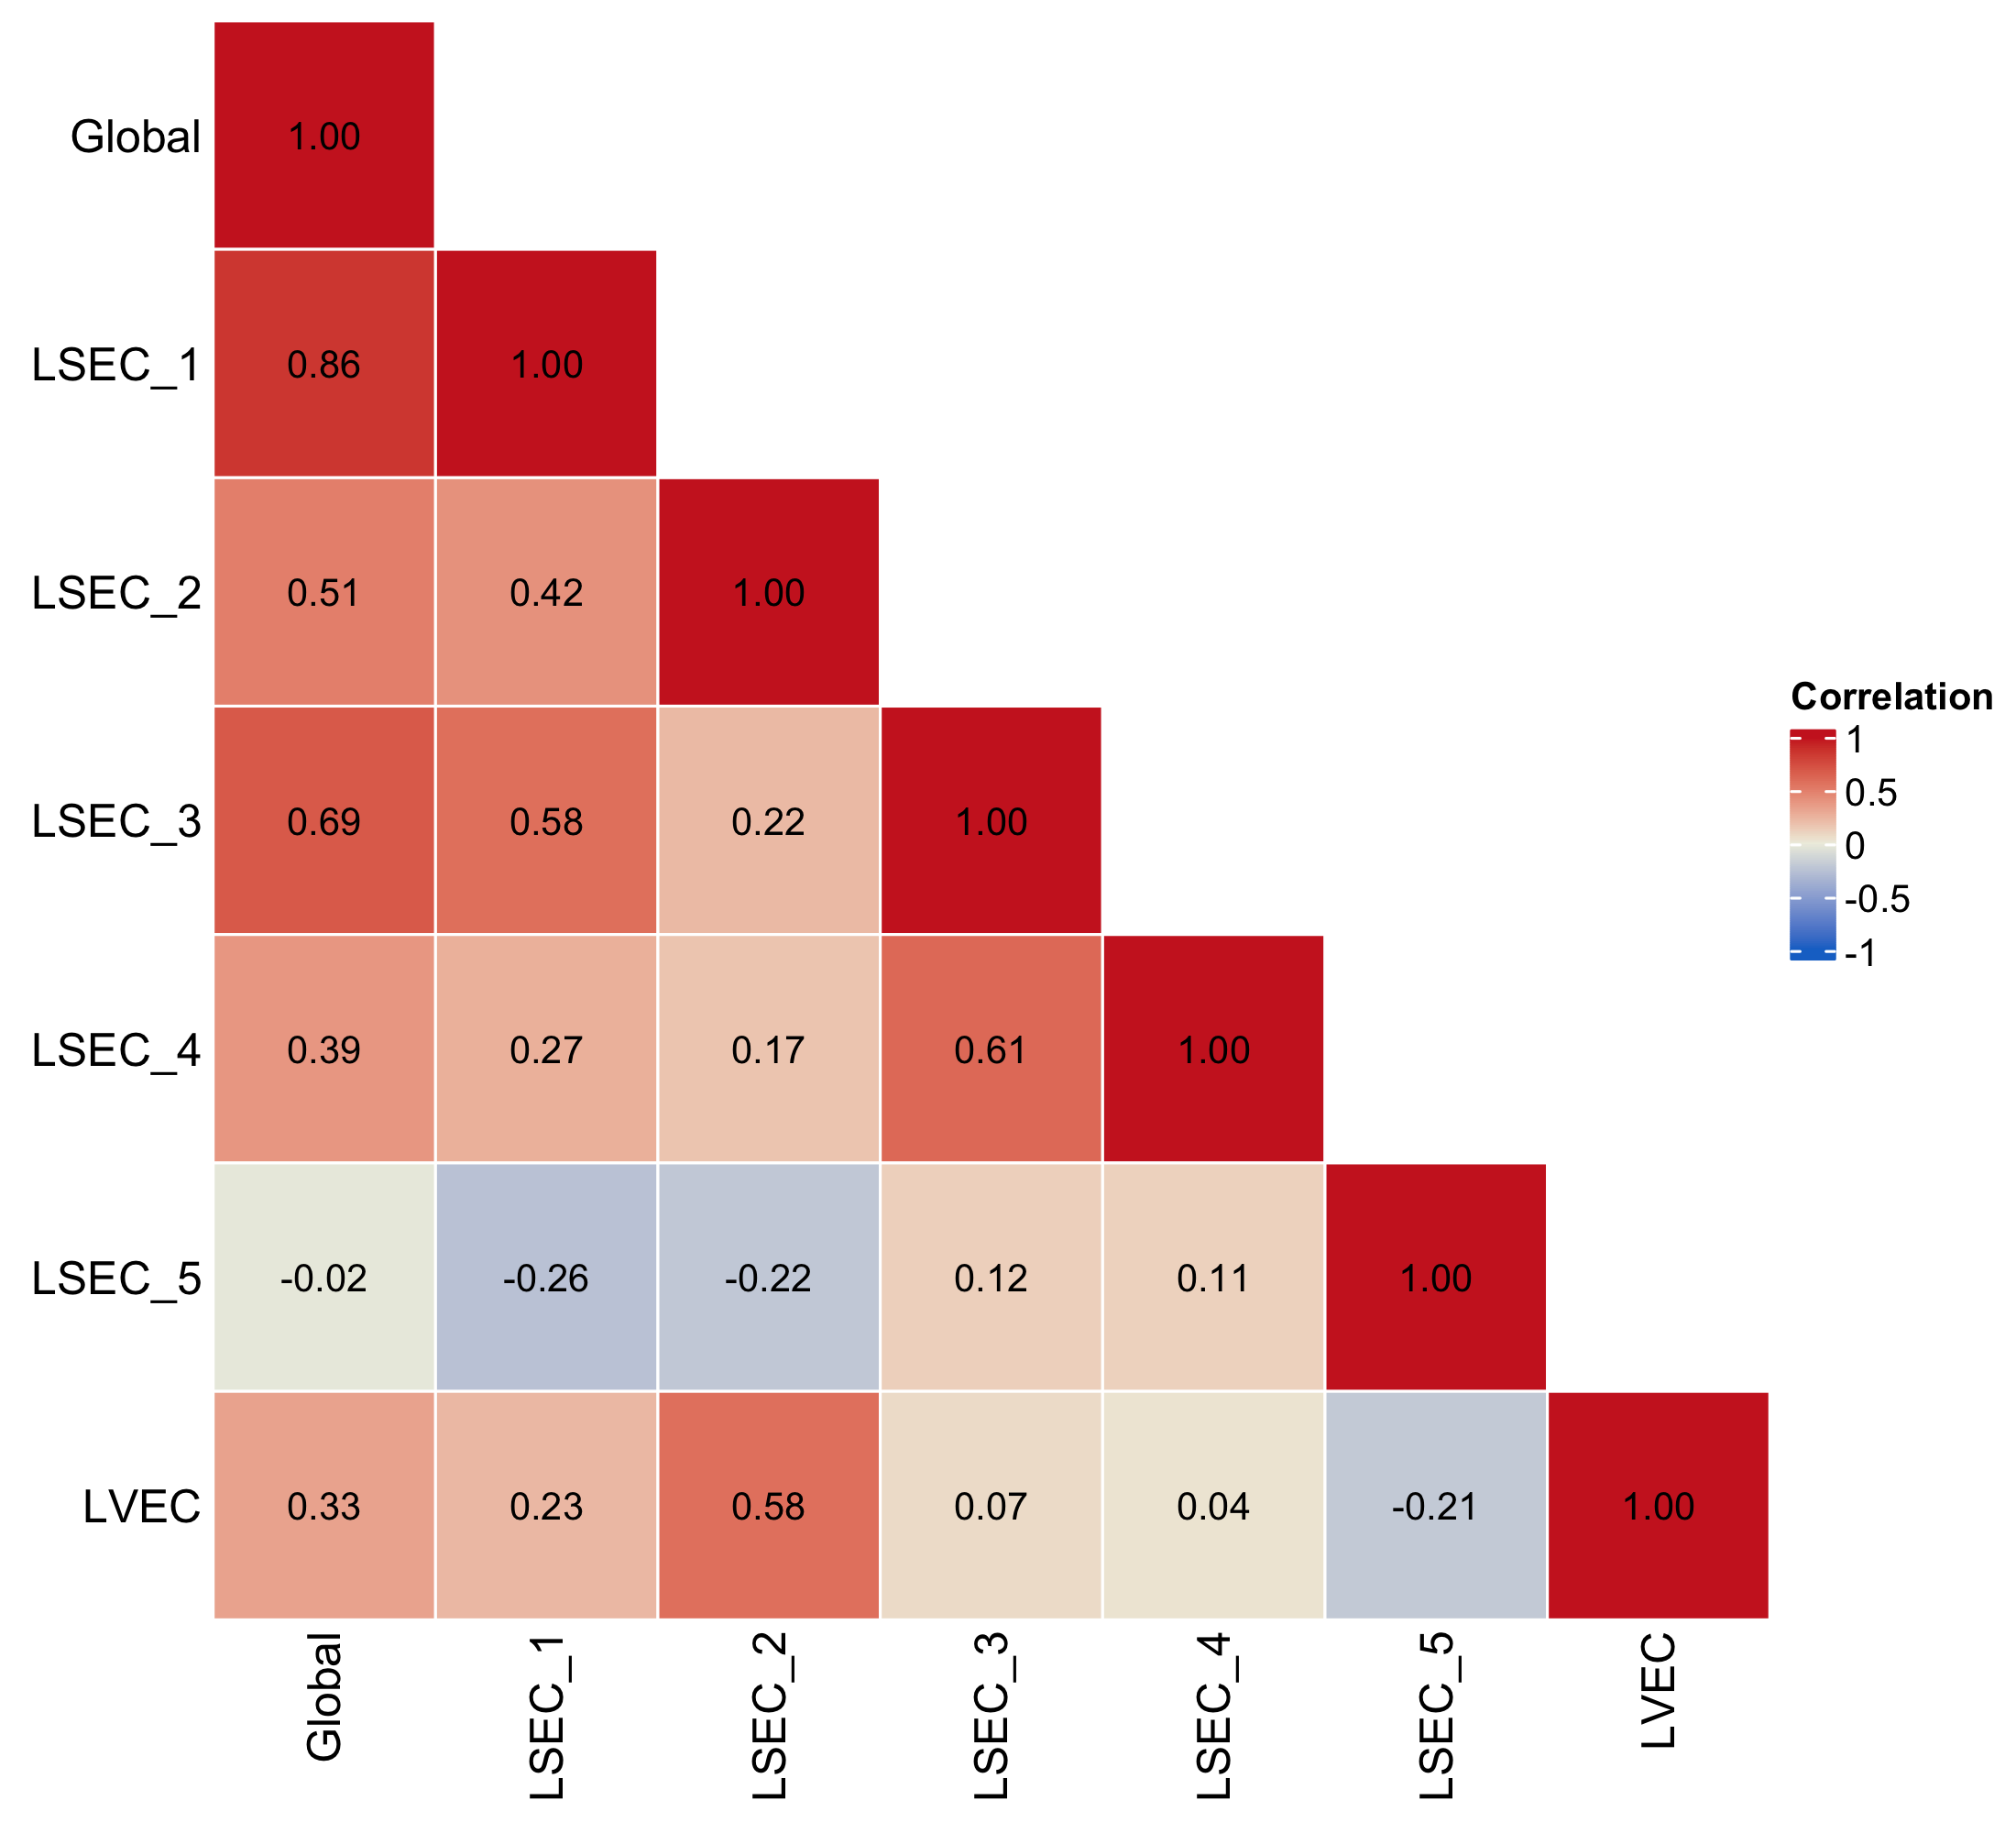 Global 1.00
LSEC_1 0.86 1.00
LSEC_2 0.51 0.42 1.00
LSEC_3 0.69 0.58 0.22 1.00
LSEC_4 0.39 0.27 0.17 0.61 1.00
LSEC_5 -0.02 -0.26 -0.22 0.12 0.11 1.00
LVEC 0.33 0.23 0.58 0.07 0.04 -0.21 1.00
Global LSEC_1 LSEC_2 LSEC_3 LSEC_4 LSEC_5 LVEC
Correlation
1
0.5
0
-0.5
-1